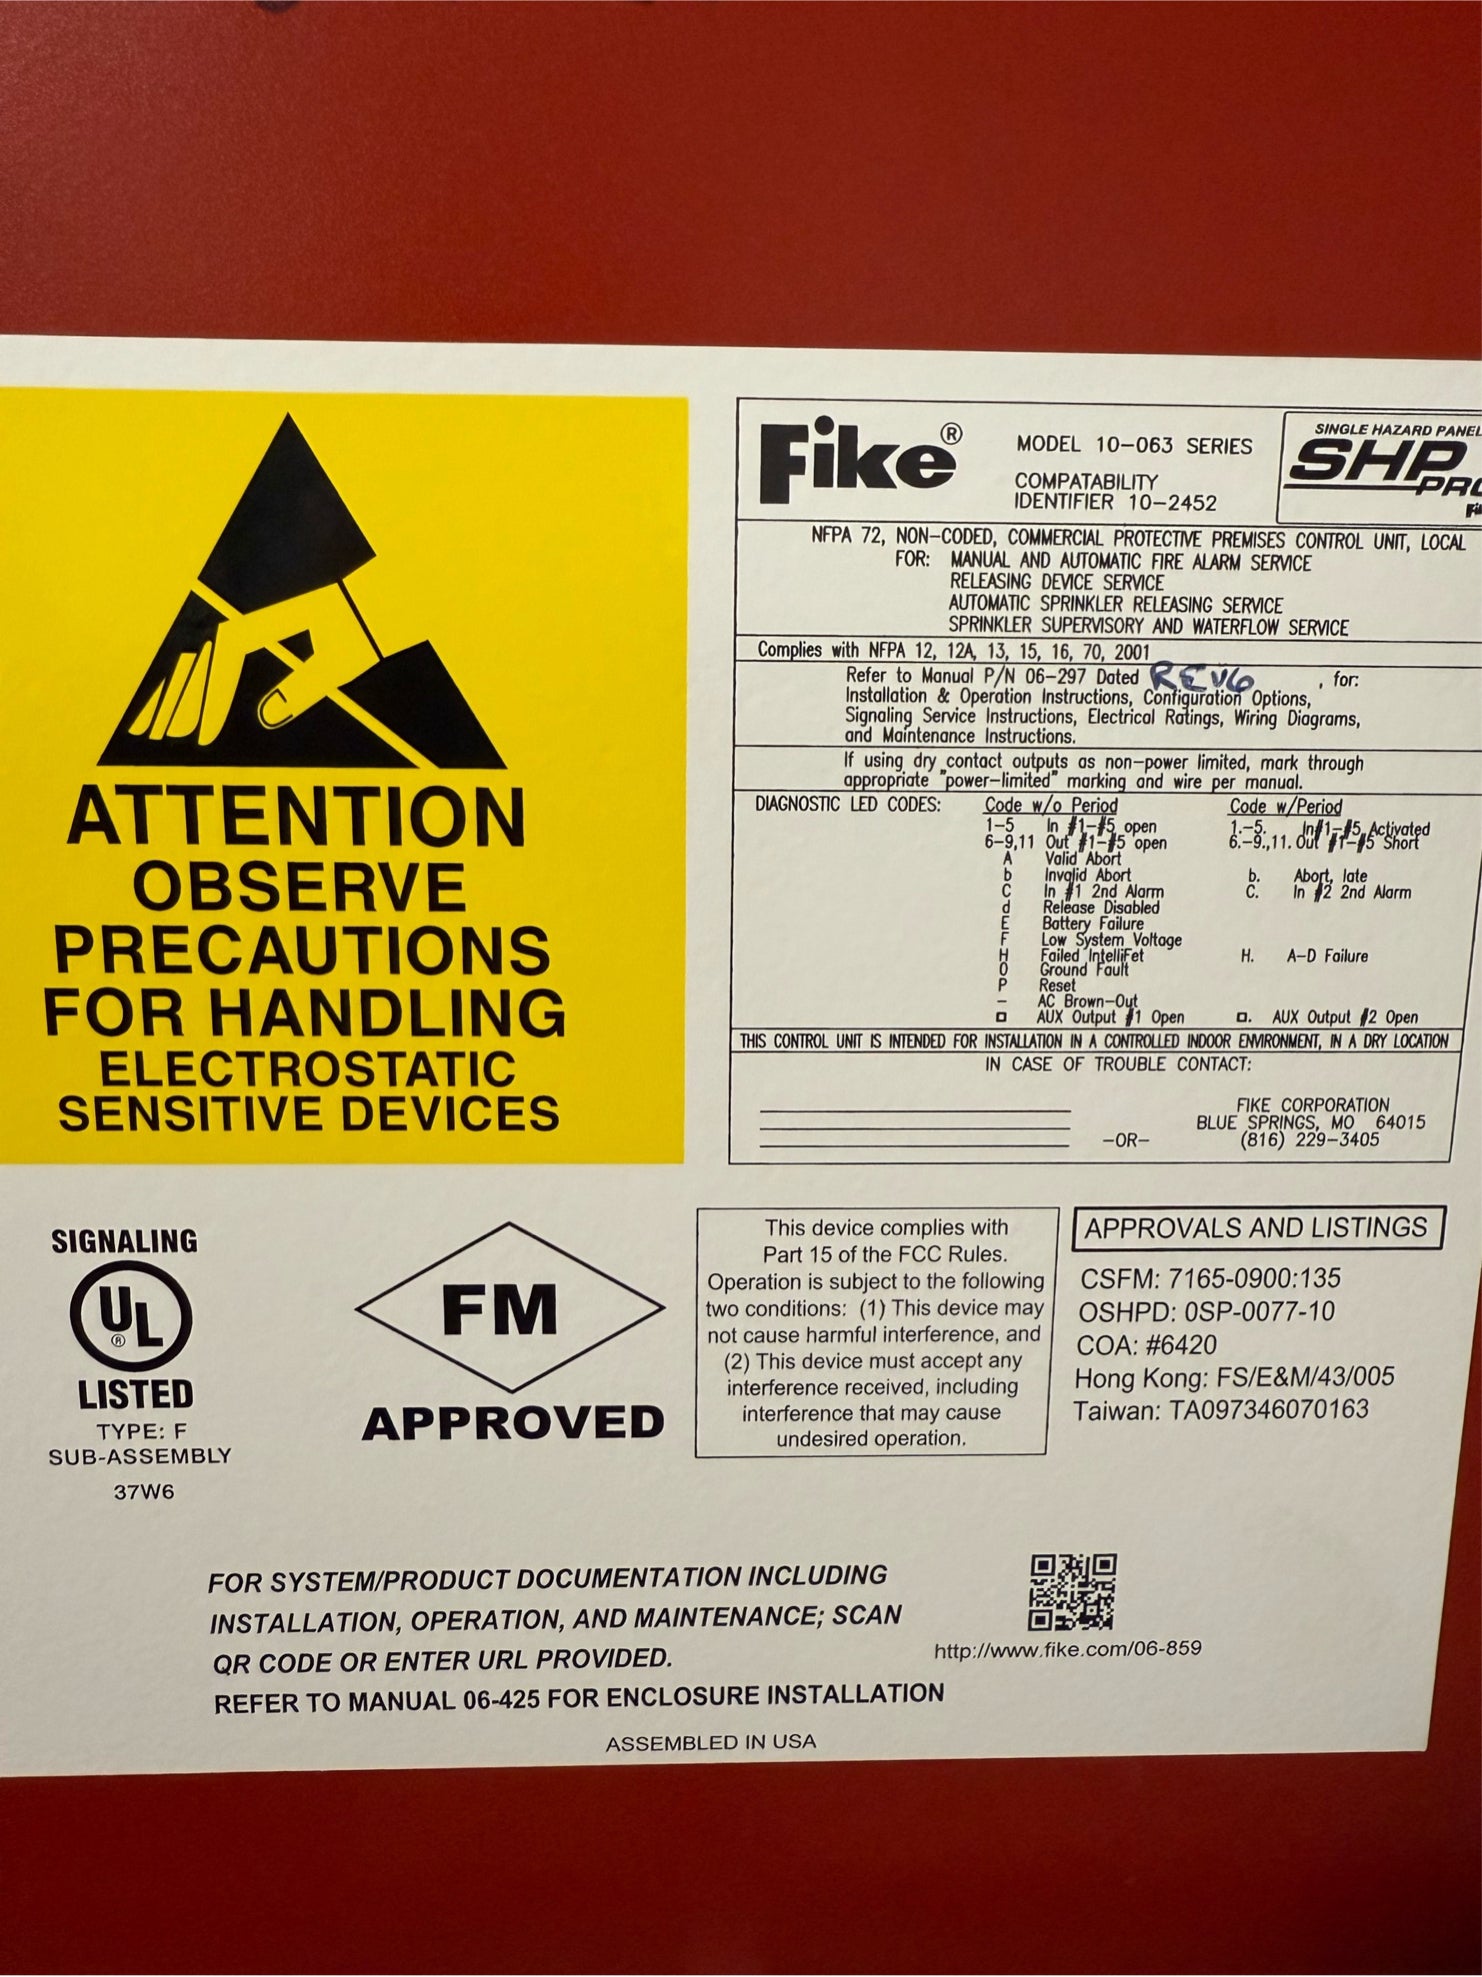 ATTENTION
OBSERVE
PRECAUTIONS
FOR HANDLING
ELECTROSTATIC
SENSITIVE DEVICES
Fike®
MODEL 10-063 SERIES
COMPATABILITY
IDENTIFIER 10-2452
SINGLE HAZARD PANEL
SHP
NFPA 72, NON-CODED, COMMERCIAL PROTECTIVE PREMISES CONTROL UNIT, LOCAL
FOR: MANUAL AND AUTOMATIC FIRE ALARM SERVICE
RELEASING DEVICE SERVICE
AUTOMATIC SPRINKLER RELEASING SERVICE
SPRINKLER SUPERVISORY AND WATERFLOW SERVICE
Complies with NFPA 12, 12A, 13, 15, 16, 70, 2001
Refer to Manual P/N 06-297 Dated REV6 , for:
Installation & Operation Instructions, Configuration Options,
Signaling Service Instructions, Electrical Ratings, Wiring Diagrams,
and Maintenance Instructions.
If using dry contact outputs as non-power limited, mark through
appropriate "power-limited" marking and wire per manual.
DIAGNOSTIC LED CODES: Code w/o Period Code w/Period
1-5 In #1-#5 open 1.-5. In#1-#5 Activated
6-9,11 Out #1-#5 open 6.-9.,11. Out #1-#5 Short
A Valid Abort
b Invalid Abort b. Abort, late
C In #1 2nd Alarm C. In #2 2nd Alarm
d Release Disabled
E Battery Failure
F Low System Voltage
H Failed IntelliFet H. A-D Failure
0 Ground Fault
P Reset
- AC Brown-Out
□ AUX Output #1 Open □. AUX Output #2 Open
THIS CONTROL UNIT IS INTENDED FOR INSTALLATION IN A CONTROLLED INDOOR ENVIRONMENT, IN A DRY LOCATION
IN CASE OF TROUBLE CONTACT:
FIKE CORPORATION
BLUE SPRINGS, MO 64015
-OR- (816) 229-3405
SIGNALING
UL®
LISTED
TYPE: F
SUB-ASSEMBLY
37W6
FM
APPROVED
This device complies with
Part 15 of the FCC Rules.
Operation is subject to the following
two conditions: (1) This device may
not cause harmful interference, and
(2) This device must accept any
interference received, including
interference that may cause
undesired operation.
APPROVALS AND LISTINGS
CSFM: 7165-0900:135
OSHPD: 0SP-0077-10
COA: #6420
Hong Kong: FS/E&M/43/005
Taiwan: TA097346070163
FOR SYSTEM/PRODUCT DOCUMENTATION INCLUDING
INSTALLATION, OPERATION, AND MAINTENANCE; SCAN
QR CODE OR ENTER URL PROVIDED.
REFER TO MANUAL 06-425 FOR ENCLOSURE INSTALLATION
http://www.fike.com/06-859
ASSEMBLED IN USA